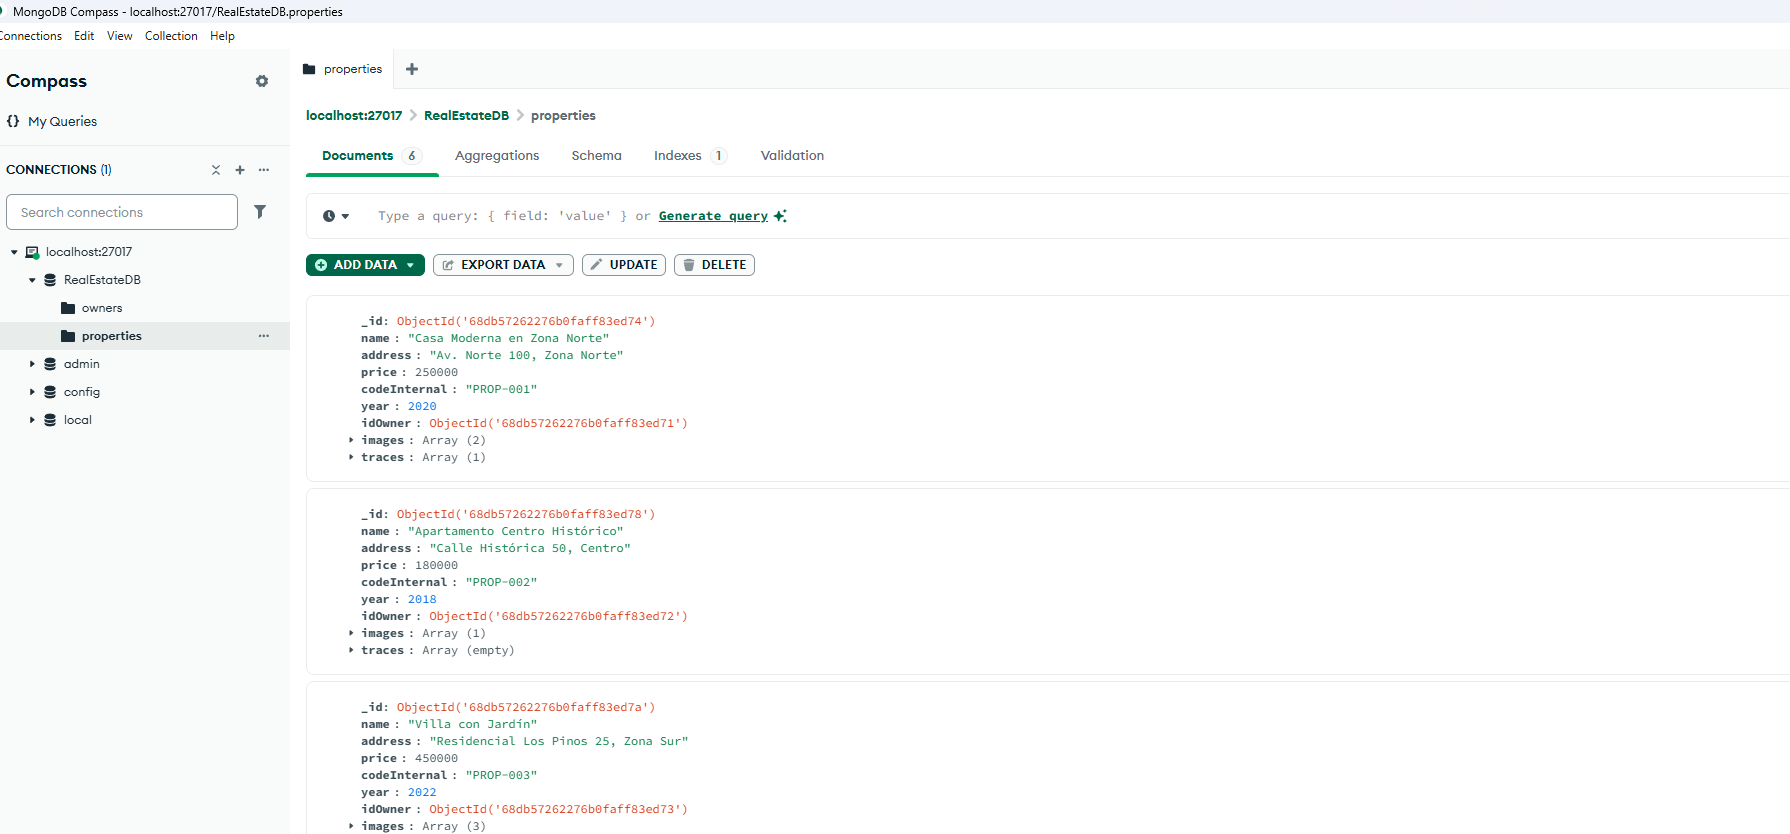 MongoDB Compass - localhost:27017/RealEstateDB.properties
Connections Edit View Collection Help
Compass
{} My Queries
CONNECTIONS (1)
Search connections
localhost:27017
RealEstateDB
owners
properties
admin
config
local
properties
localhost:27017 > RealEstateDB > properties
Documents 6 Aggregations Schema Indexes 1 Validation
Type a query: { field: 'value' } or Generate query
ADD DATA EXPORT DATA UPDATE DELETE
_id: ObjectId('68db57262276b0faff83ed74')
name : "Casa Moderna en Zona Norte"
address : "Av. Norte 100, Zona Norte"
price : 250000
codeInternal : "PROP-001"
year : 2020
idOwner : ObjectId('68db57262276b0faff83ed71')
images : Array (2)
traces : Array (1)
_id: ObjectId('68db57262276b0faff83ed78')
name : "Apartamento Centro Histórico"
address : "Calle Histórica 50, Centro"
price : 180000
codeInternal : "PROP-002"
year : 2018
idOwner : ObjectId('68db57262276b0faff83ed72')
images : Array (1)
traces : Array (empty)
_id: ObjectId('68db57262276b0faff83ed7a')
name : "Villa con Jardín"
address : "Residencial Los Pinos 25, Zona Sur"
price : 450000
codeInternal : "PROP-003"
year : 2022
idOwner : ObjectId('68db57262276b0faff83ed73')
images : Array (3)